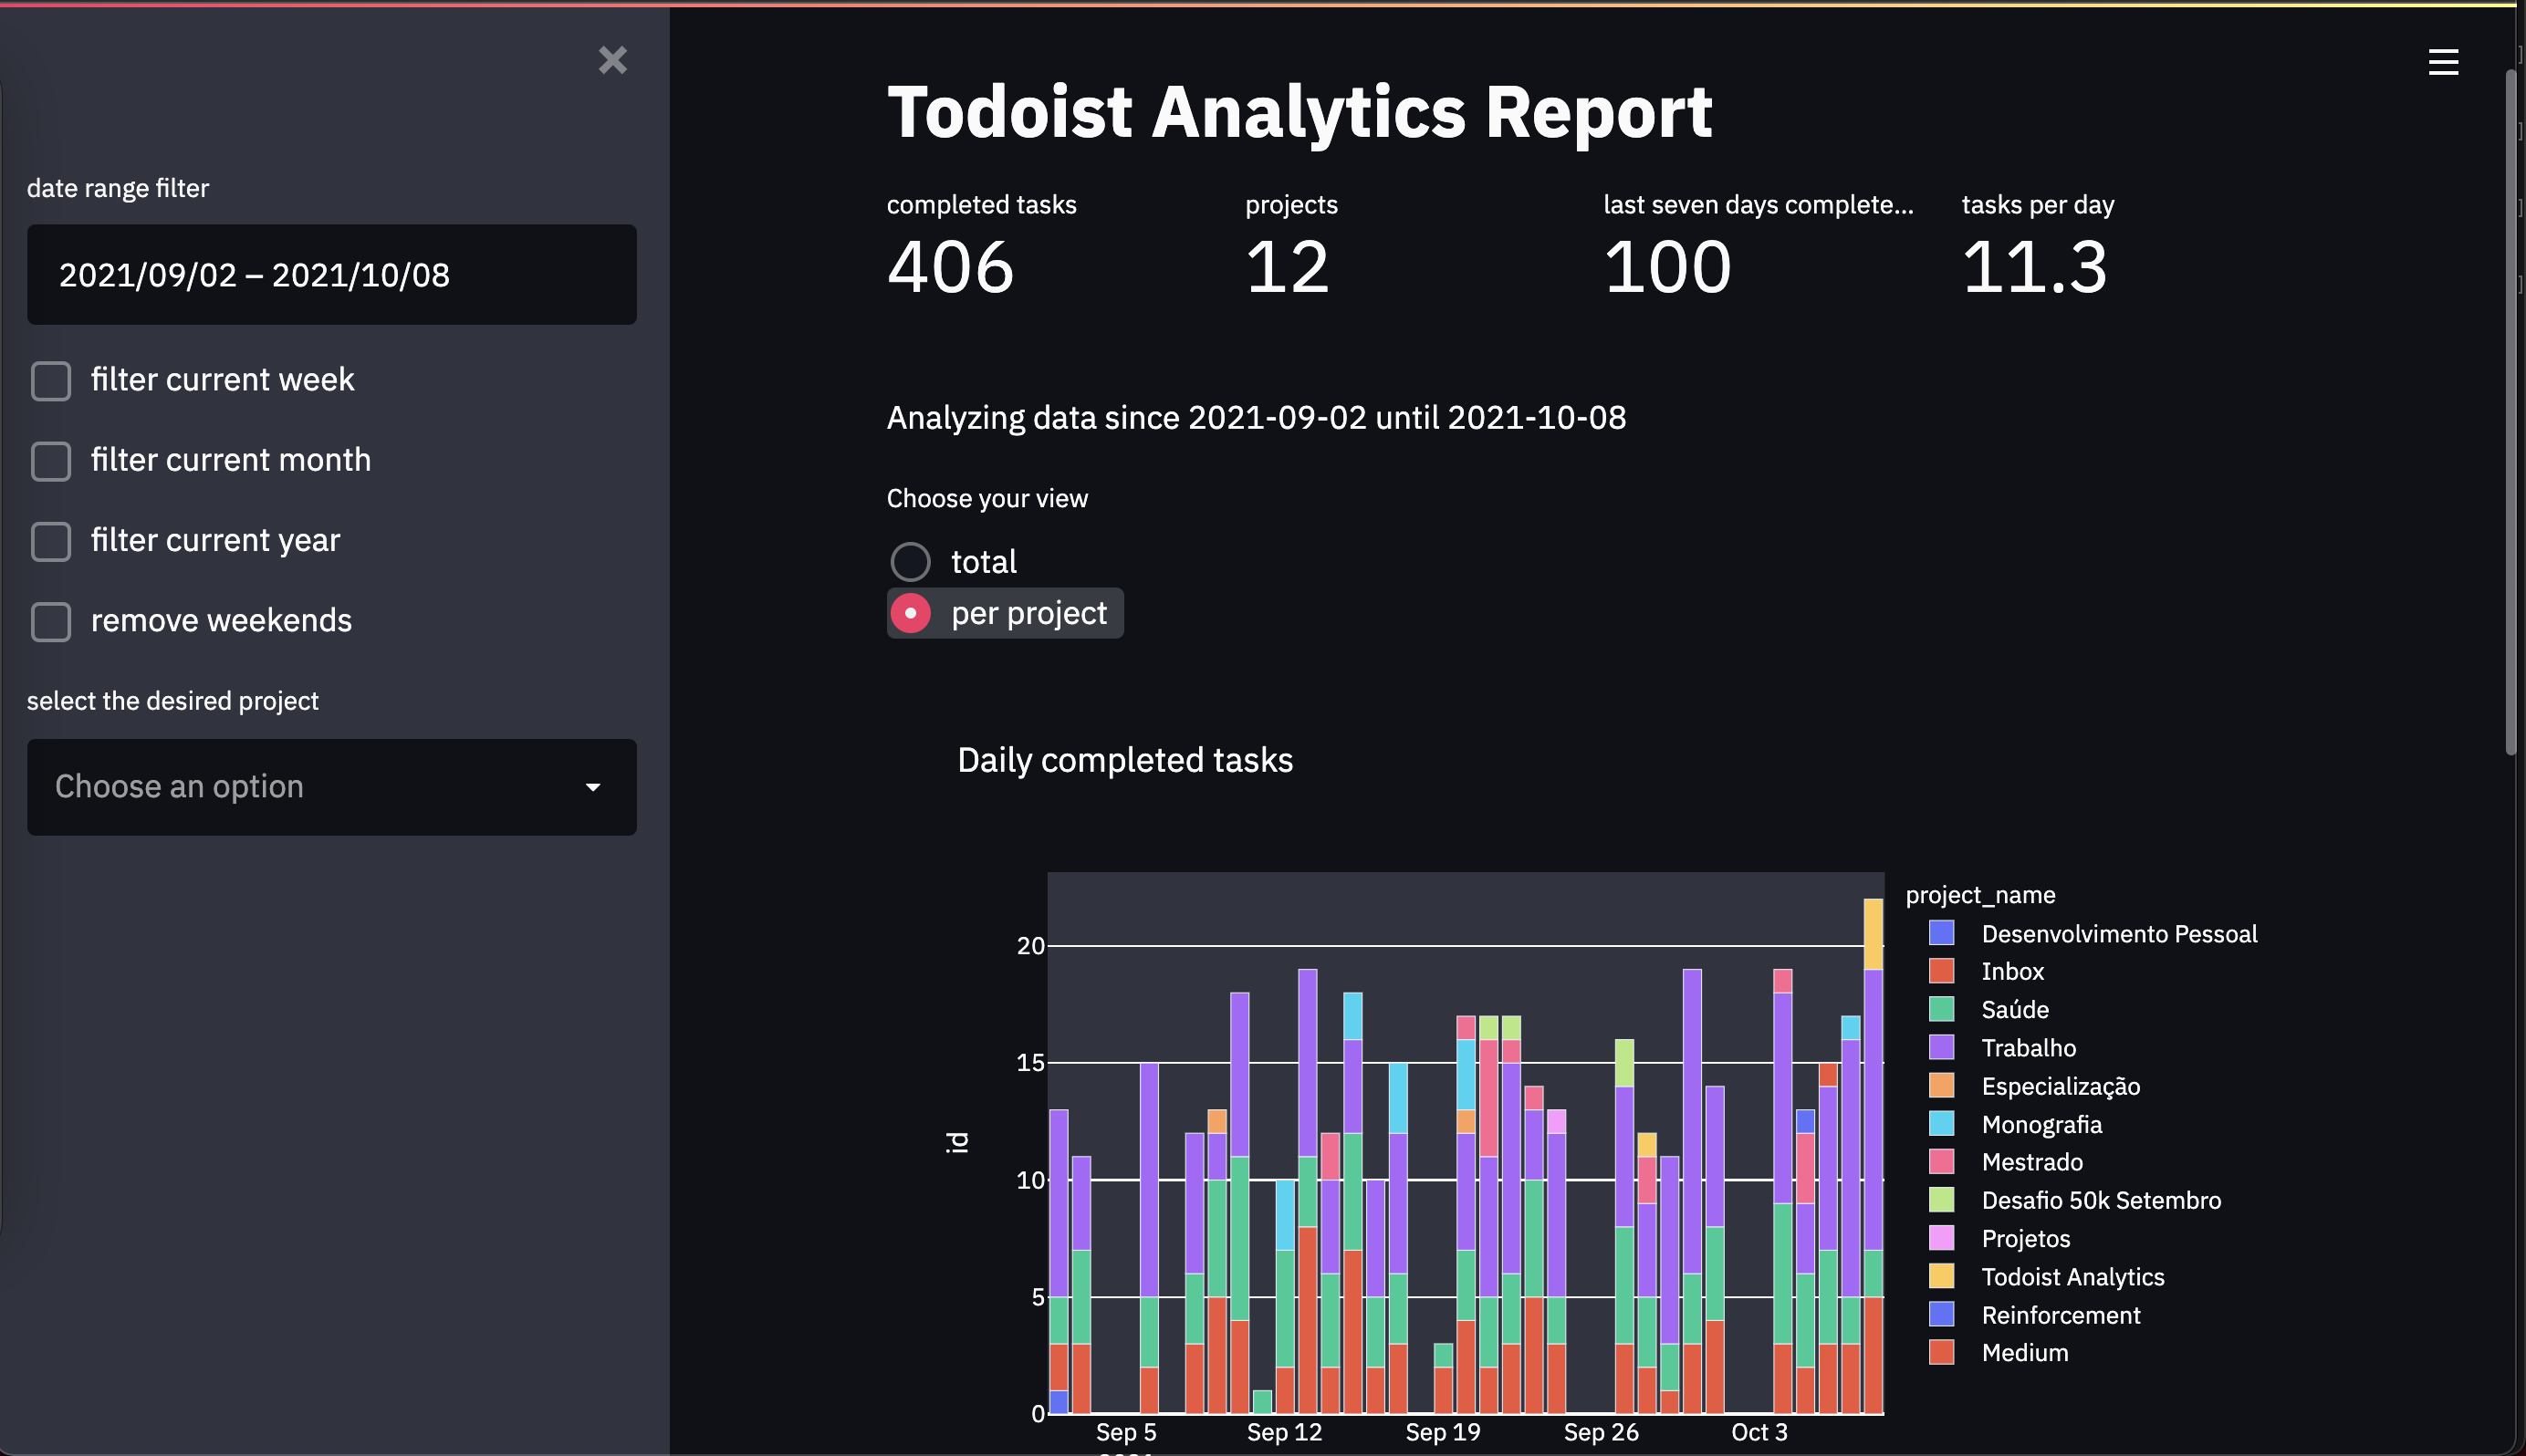 date range filter
2021/09/02 – 2021/10/08
filter current week
filter current month
filter current year
remove weekends
select the desired project
Choose an option
Todoist Analytics Report
completed tasks
406
projects
12
last seven days complete...
100
tasks per day
11.3
Analyzing data since 2021-09-02 until 2021-10-08
Choose your view
total
per project
Daily completed tasks
id
20
15
10
5
0
Sep 5
Sep 12
Sep 19
Sep 26
Oct 3
project_name
Desenvolvimento Pessoal
Inbox
Saúde
Trabalho
Especialização
Monografia
Mestrado
Desafio 50k Setembro
Projetos
Todoist Analytics
Reinforcement
Medium